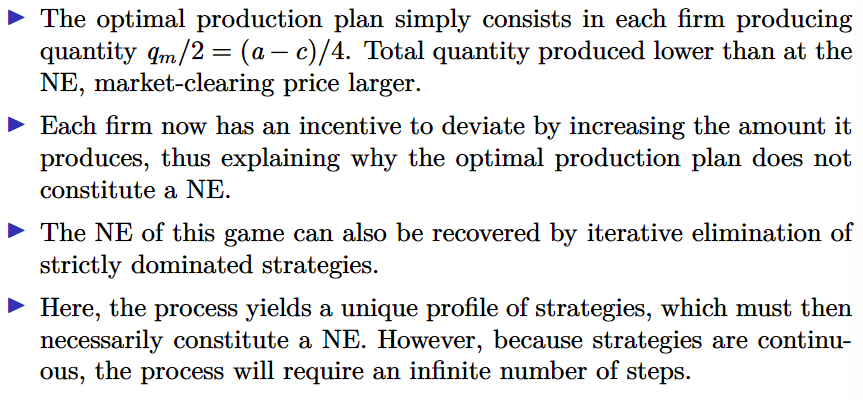 ▶ The optimal production plan simply consists in each firm producing
quantity qₘ/2 = (a − c)/4. Total quantity produced lower than at the
NE, market-clearing price larger.
▶ Each firm now has an incentive to deviate by increasing the amount it
produces, thus explaining why the optimal production plan does not
constitute a NE.
▶ The NE of this game can also be recovered by iterative elimination of
strictly dominated strategies.
▶ Here, the process yields a unique profile of strategies, which must then
necessarily constitute a NE. However, because strategies are continu-
ous, the process will require an infinite number of steps.